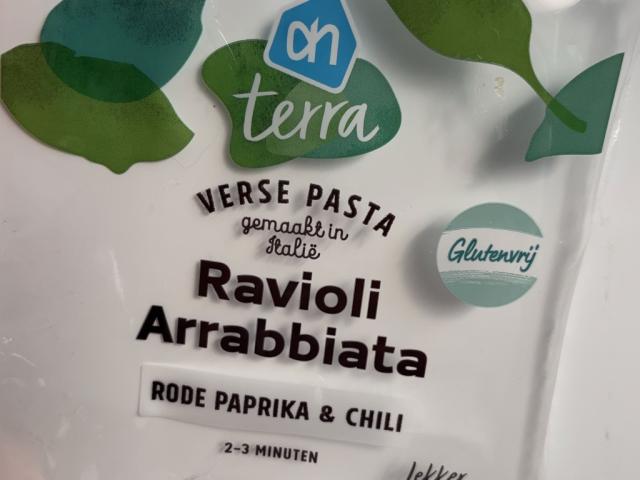 ah
terra
VERSE PASTA
gemaakt in
Italië
Glutenvrij
Ravioli
Arrabbiata
RODE PAPRIKA & CHILI
2-3 MINUTEN
lekker